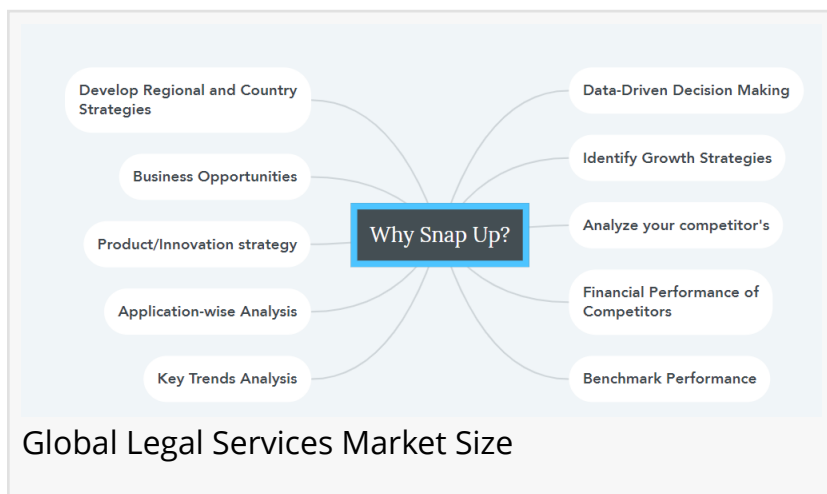 Develop Regional and Country
Strategies
Business Opportunities
Product/Innovation strategy
Application-wise Analysis
Key Trends Analysis
Why Snap Up?
Data-Driven Decision Making
Identify Growth Strategies
Analyze your competitor's
Financial Performance of
Competitors
Benchmark Performance
Global Legal Services Market Size